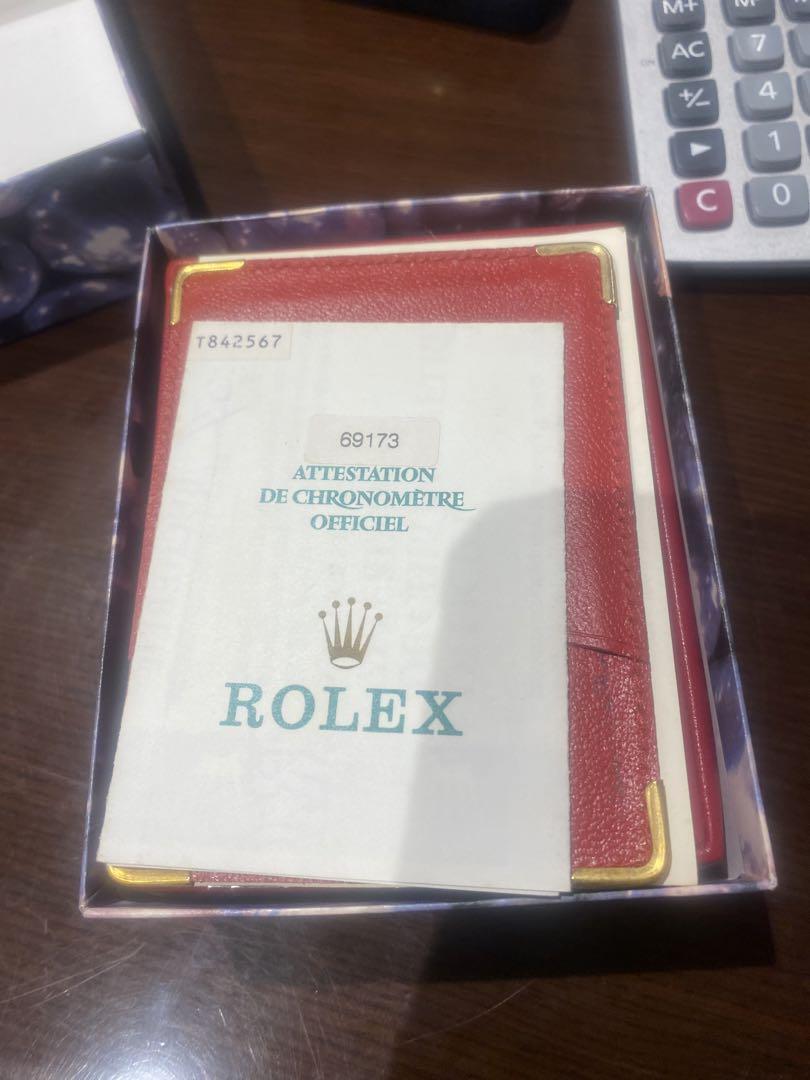 M+
AC
7
+/-
4
▶
1
C
0
T842567
69173
ATTESTATION
DE CHRONOMÈTRE
OFFICIEL
ROLEX